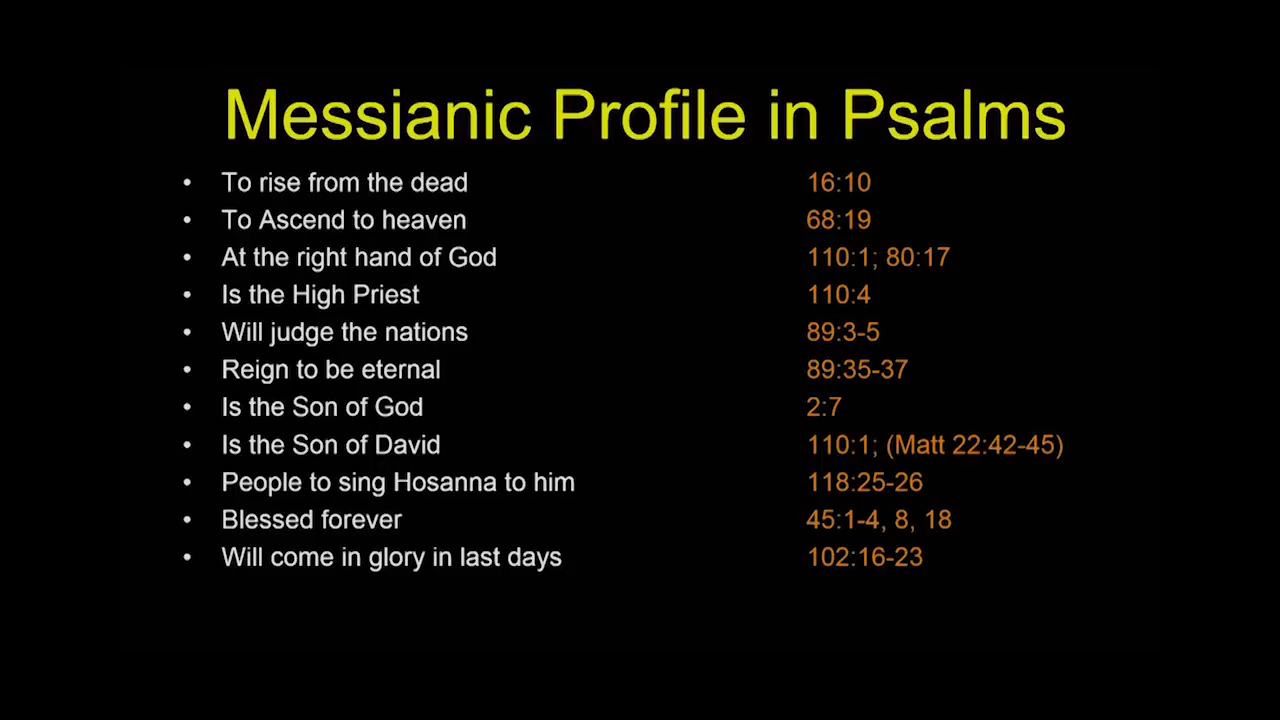 Messianic Profile in Psalms
• To rise from the dead 16:10
• To Ascend to heaven 68:19
• At the right hand of God 110:1; 80:17
• Is the High Priest 110:4
• Will judge the nations 89:3-5
• Reign to be eternal 89:35-37
• Is the Son of God 2:7
• Is the Son of David 110:1; (Matt 22:42-45)
• People to sing Hosanna to him 118:25-26
• Blessed forever 45:1-4, 8, 18
• Will come in glory in last days 102:16-23